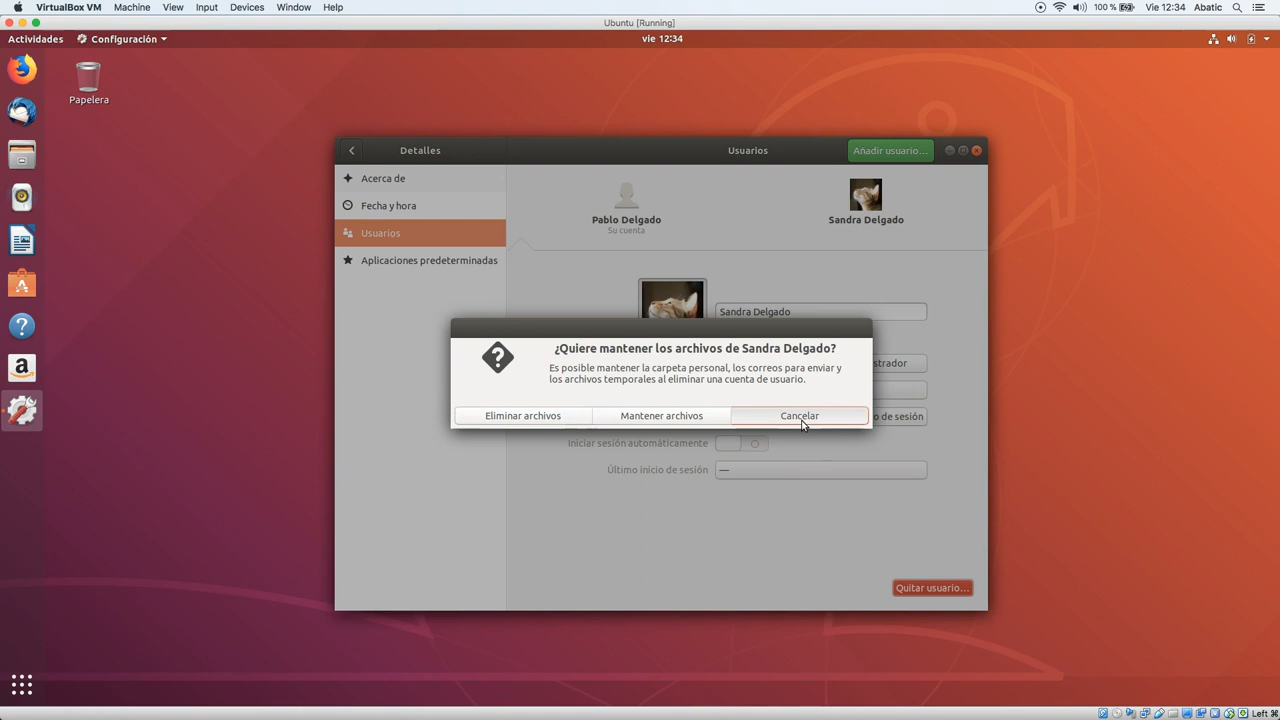 VirtualBox VM Machine View Input Devices Window Help 100 % Vie 12:34 Abatic
Ubuntu [Running]
Actividades Configuración vie 12:34
Papelera
Detalles Usuarios Añadir usuario...
Acerca de
Fecha y hora
Usuarios
Aplicaciones predeterminadas
Pablo Delgado
Su cuenta
Sandra Delgado
Sandra Delgado
¿Quiere mantener los archivos de Sandra Delgado?
Es posible mantener la carpeta personal, los correos para enviar y
los archivos temporales al eliminar una cuenta de usuario.
Eliminar archivos Mantener archivos Cancelar
strador
o de sesión
Iniciar sesión automáticamente
Último inicio de sesión —
Quitar usuario...
Left ⌘